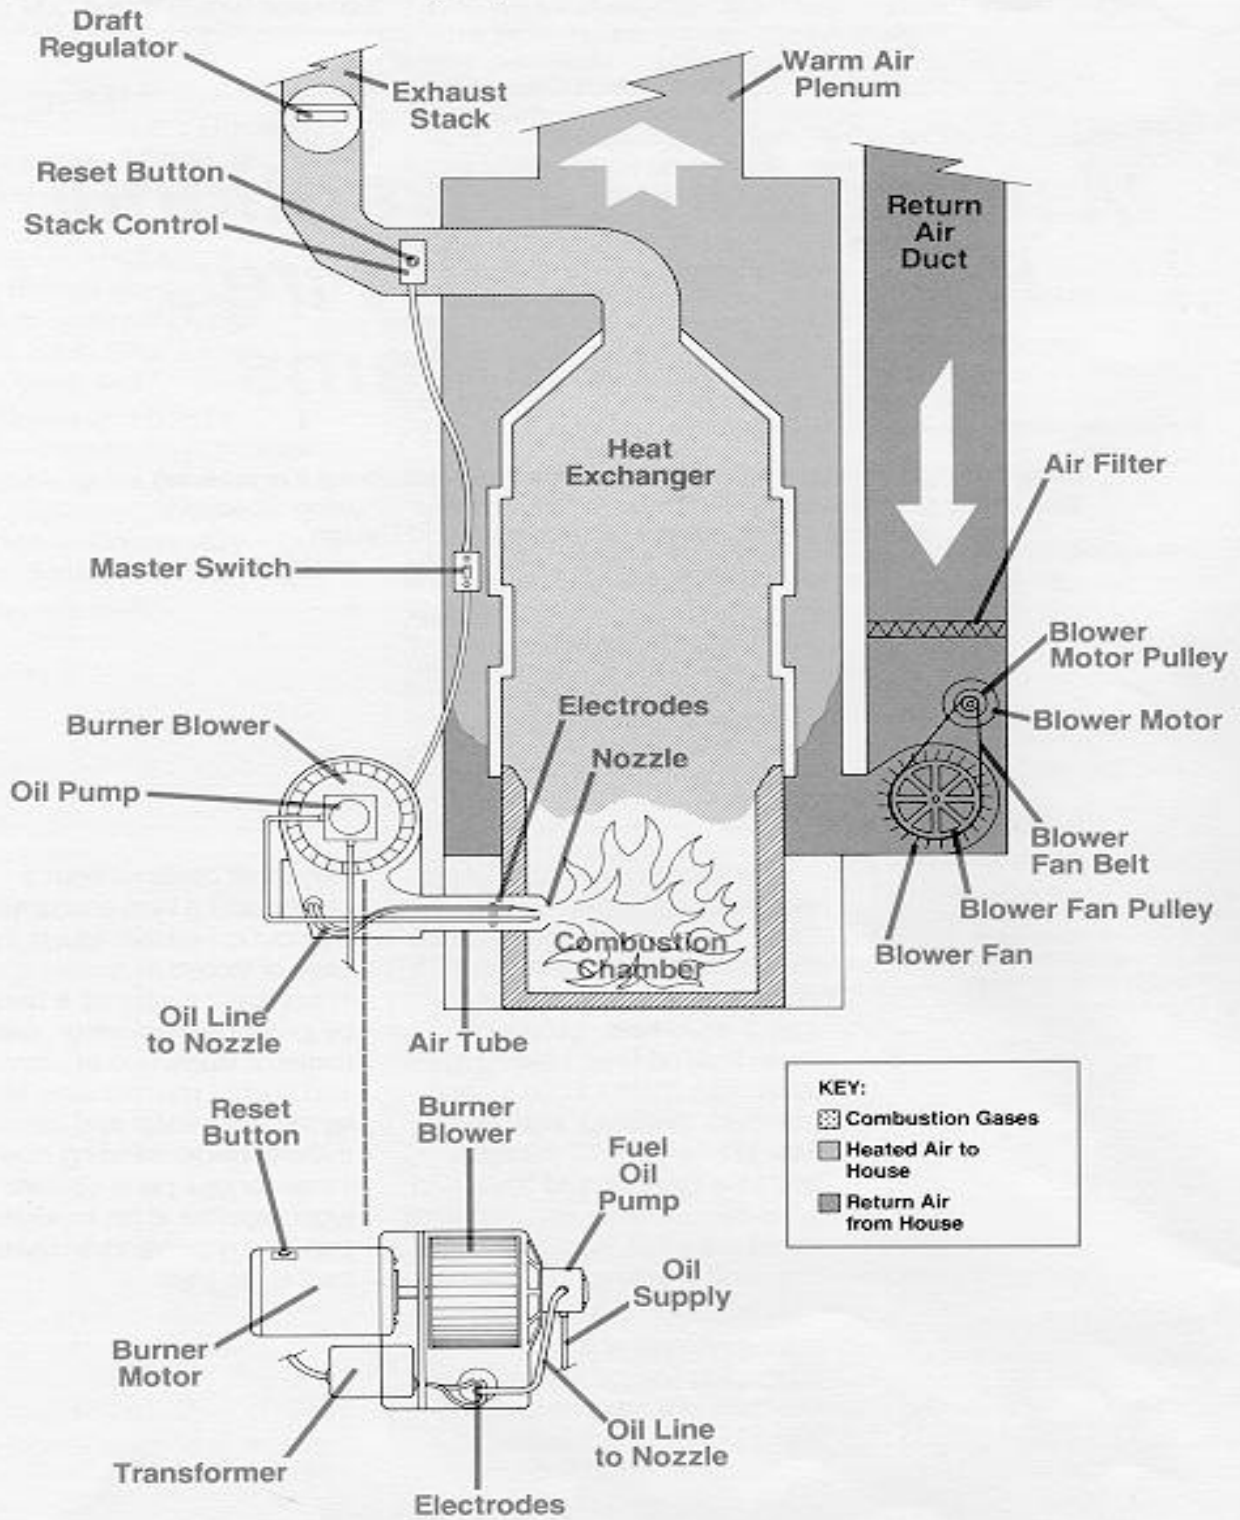 Draft
Regulator
Exhaust
Stack
Warm Air
Plenum
Reset Button
Stack Control
Return
Air
Duct
Heat
Exchanger
Air Filter
Master Switch
Blower
Motor Pulley
Electrodes
Blower Motor
Burner Blower
Nozzle
Oil Pump
Blower
Fan Belt
Blower Fan Pulley
Combustion
Chamber
Blower Fan
Oil Line
to Nozzle
Air Tube
KEY:
Combustion Gases
Heated Air to
House
Return Air
from House
Reset
Button
Burner
Blower
Fuel
Oil
Pump
Oil
Supply
Burner
Motor
Oil Line
to Nozzle
Transformer
Electrodes